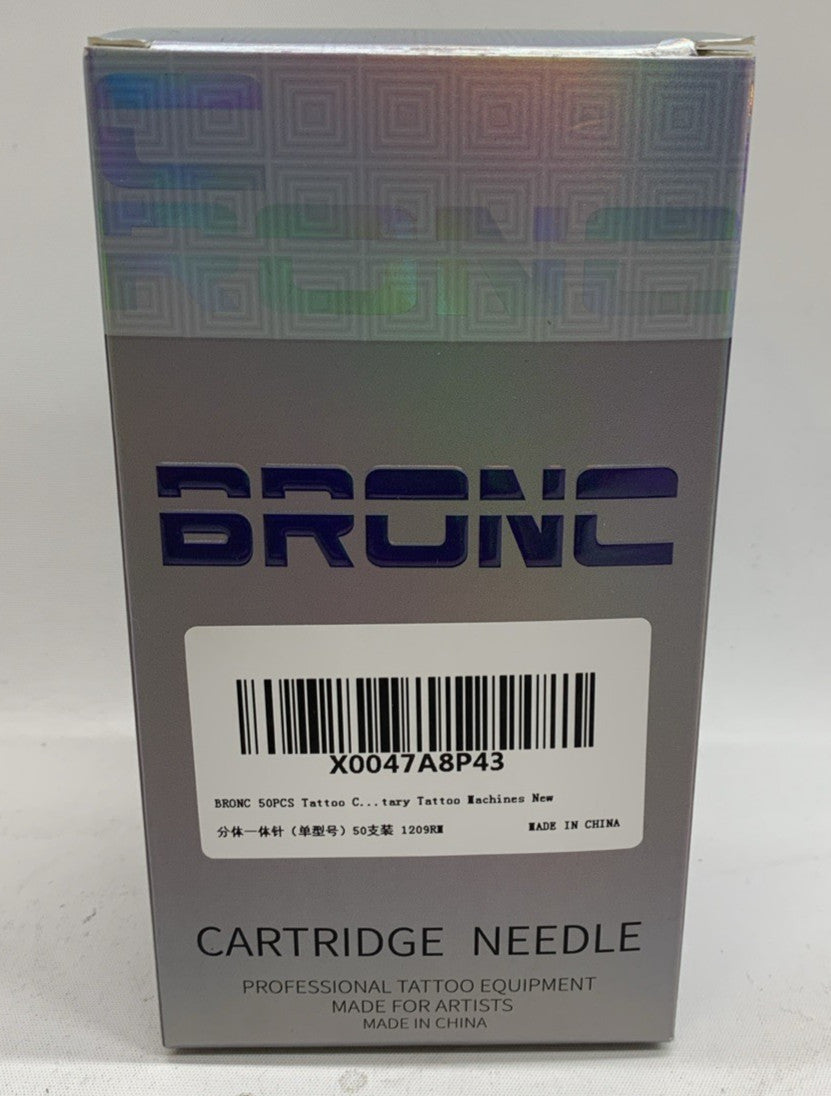 BRONC
BRONC
X0047A8P43
BRONC 50PCS Tattoo C...tary Tattoo Machines New
分体一体针（单型号）50支装 1209RM
MADE IN CHINA
CARTRIDGE NEEDLE
PROFESSIONAL TATTOO EQUIPMENT
MADE FOR ARTISTS
MADE IN CHINA